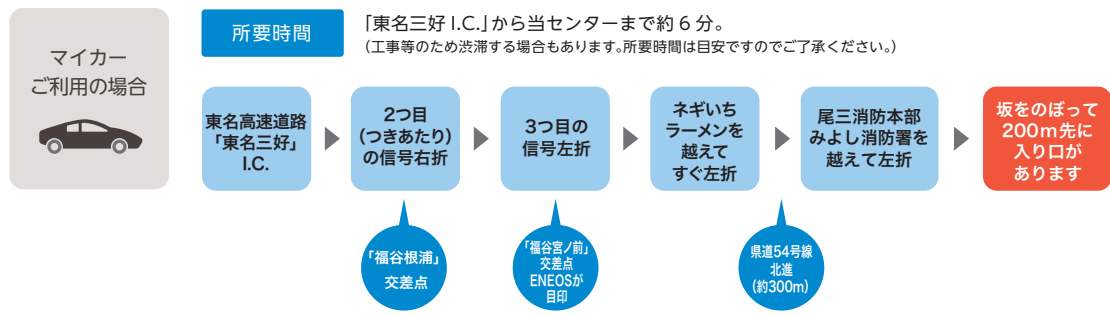 マイカー
ご利用の場合
所要時間
「東名三好 I.C.」から当センターまで約 6 分。
(工事等のため渋滞する場合もあります。所要時間は目安ですのでご了承ください。)
東名高速道路
「東名三好」
I.C.
2つ目
(つきあたり)
の信号右折
「福谷根浦」
交差点
3つ目の
信号左折
「福谷宮ノ前」
交差点
ENEOSが
目印
ネギいち
ラーメンを
越えて
すぐ左折
県道54号線
北進
(約300m)
尾三消防本部
みよし消防署を
越えて左折
坂をのぼって
200m先に
入り口が
あります